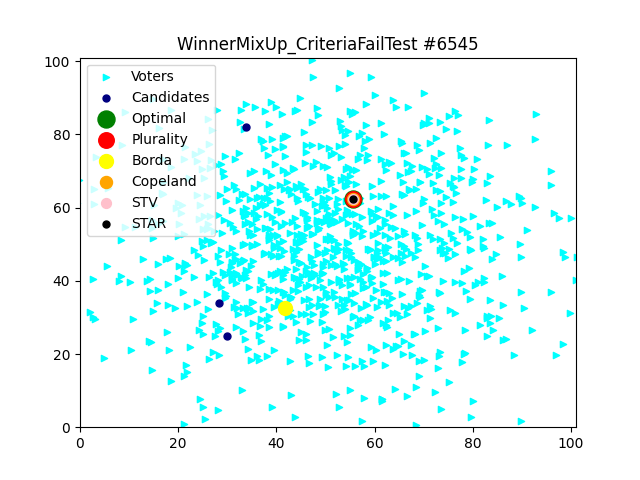 WinnerMixUp_CriteriaFailTest #6545
100
80
60
40
20
0
Voters
Candidates
Optimal
Plurality
Borda
Copeland
STV
STAR
0 20 40 60 80 100